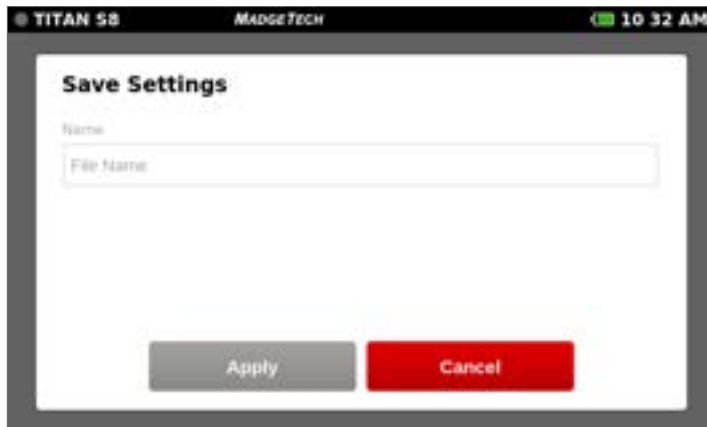 TITAN S8 MADGETECH 10 32 AM
Save Settings
Name
File Name
Apply Cancel